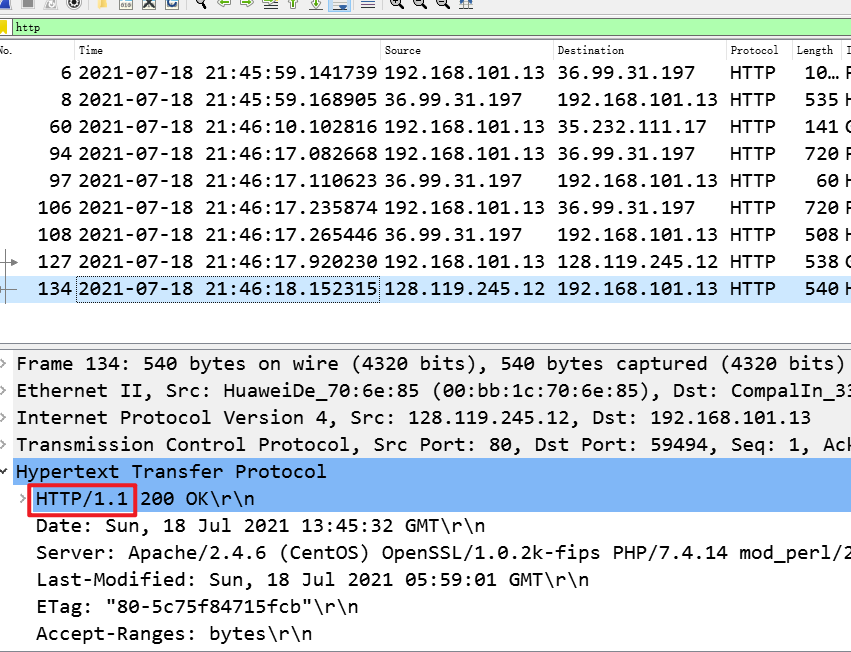 http
No. Time Source Destination Protocol Length
6 2021-07-18 21:45:59.141739 192.168.101.13 36.99.31.197 HTTP 10…
8 2021-07-18 21:45:59.168905 36.99.31.197 192.168.101.13 HTTP 535
60 2021-07-18 21:46:10.102816 192.168.101.13 35.232.111.17 HTTP 141
94 2021-07-18 21:46:17.082668 192.168.101.13 36.99.31.197 HTTP 720
97 2021-07-18 21:46:17.110623 36.99.31.197 192.168.101.13 HTTP 60
106 2021-07-18 21:46:17.235874 192.168.101.13 36.99.31.197 HTTP 720
108 2021-07-18 21:46:17.265446 36.99.31.197 192.168.101.13 HTTP 508
127 2021-07-18 21:46:17.920230 192.168.101.13 128.119.245.12 HTTP 538
134 2021-07-18 21:46:18.152315 128.119.245.12 192.168.101.13 HTTP 540
Frame 134: 540 bytes on wire (4320 bits), 540 bytes captured (4320 bits)
Ethernet II, Src: HuaweiDe_70:6e:85 (00:bb:1c:70:6e:85), Dst: CompalIn_33
Internet Protocol Version 4, Src: 128.119.245.12, Dst: 192.168.101.13
Transmission Control Protocol, Src Port: 80, Dst Port: 59494, Seq: 1, Ack
Hypertext Transfer Protocol
HTTP/1.1 200 OK\r\n
Date: Sun, 18 Jul 2021 13:45:32 GMT\r\n
Server: Apache/2.4.6 (CentOS) OpenSSL/1.0.2k-fips PHP/7.4.14 mod_perl/2
Last-Modified: Sun, 18 Jul 2021 05:59:01 GMT\r\n
ETag: "80-5c75f84715fcb"\r\n
Accept-Ranges: bytes\r\n